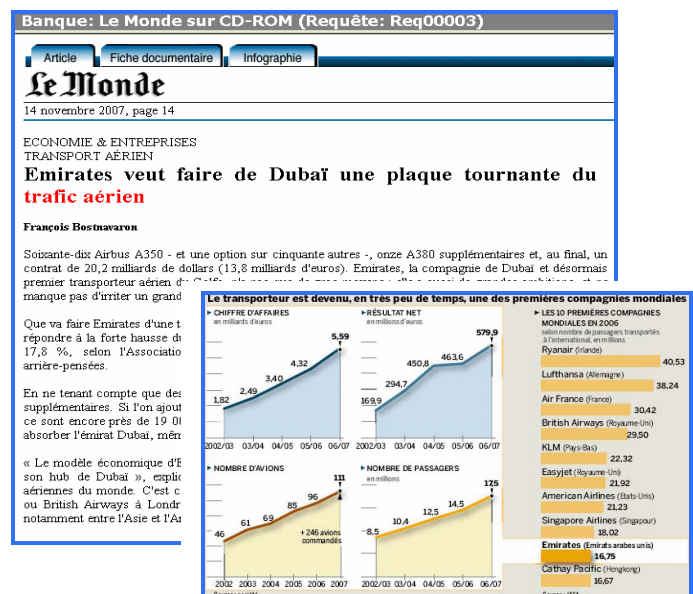 Banque: Le Monde sur CD-ROM (Requête: Req00003)
Article
Fiche documentaire
Infographie
Le Monde
14 novembre 2007, page 14
ECONOMIE & ENTREPRISES
TRANSPORT AÉRIEN
Emirates veut faire de Dubaï une plaque tournante du
trafic aérien
François Bostnavaron
Soixante-dix Airbus A350 - et une option sur cinquante autres -, onze A380 supplémentaires et, au final, un
contrat de 20,2 milliards de dollars (13,8 milliards d'euros). Emirates, la compagnie de Dubaï et désormais
premier transporteur aérien du
manque pas d'irriter un grand
Que va faire Emirates d'une
répondre à la forte hausse
17,8 %, selon l'Associatio
arrière-pensées.
En ne tenant compte que des
supplémentaires. Si l'on ajout
ce sont encore près de 19 0
absorber l'émirat Dubaï, mêm
« Le modèle économique d'E
son hub de Dubaï », expli
aériennes du monde. C'est c
ou British Airways à Londr
notamment entre l'Asie et l'A
Le transporteur est devenu, en très peu de temps, une des premières compagnies mondiales
CHIFFRE D'AFFAIRES
en milliards d'euros
1,82
2,49
3,40
4,32
5,59
2002/03 03/04 04/05 05/06 06/07
RÉSULTAT NET
en millions d'euros
169,9
294,7
450,8
463,6
579,9
2002/03 03/04 04/05 05/06 06/07
NOMBRE D'AVIONS
46
61
69
85
96
111
+ 246 avions
commandés
2002 2003 2004 2005 2006 2007
NOMBRE DE PASSAGERS
en millions
8,5
10,4
12,5
14,5
17,5
2002/03 03/04 04/05 05/06 06/07
LES 10 PREMIÈRES COMPAGNIES
MONDIALES EN 2006
selon nombre de passagers transportés
à l'international, en millions
Ryanair (Irlande)
40,53
Lufthansa (Allemagne)
38,24
Air France (France)
30,42
British Airways (Royaume-Uni)
29,50
KLM (Pays-Bas)
22,32
Easyjet (Royaume-Uni)
21,92
American Airlines (Etats-Unis)
21,23
Singapore Airlines (Singapour)
18,02
Emirates (Emirats arabes unis)
16,75
Cathay Pacific (Hongkong)
16,67